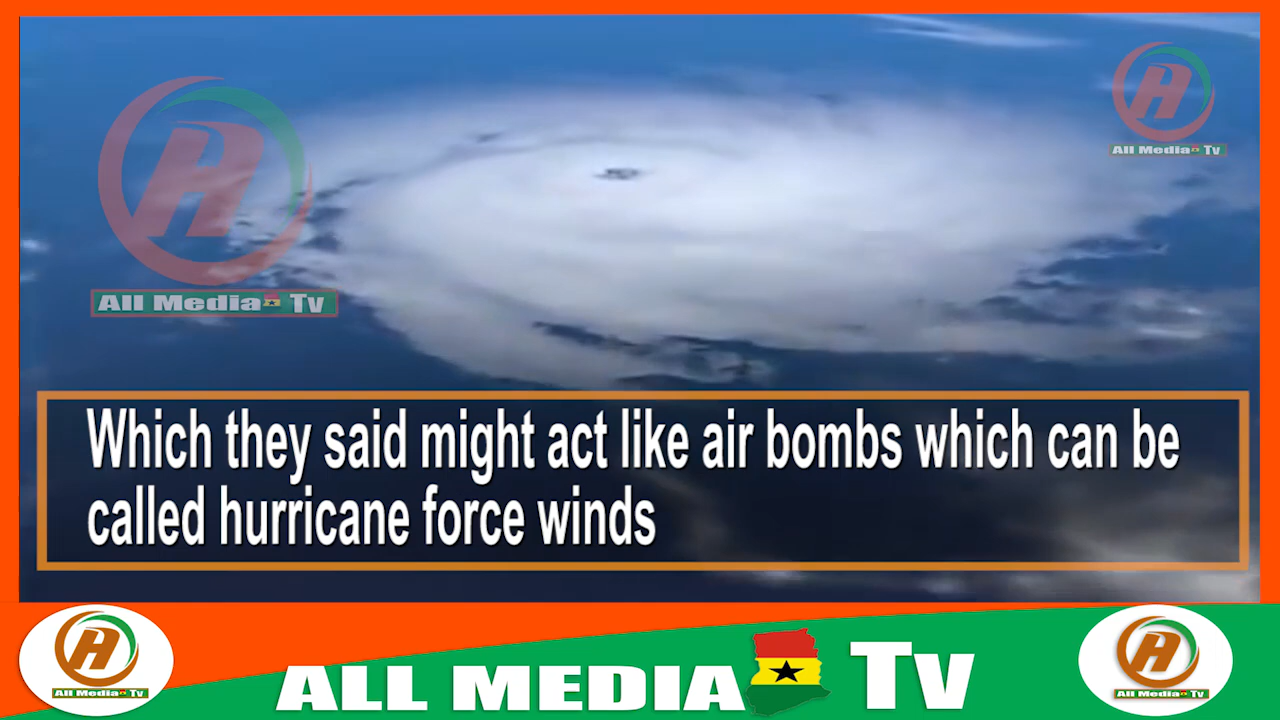 All Media Tv
All Media Tv
Which they said might act like air bombs which can be
called hurricane force winds
All Media Tv
ALL MEDIA Tv
All Media Tv